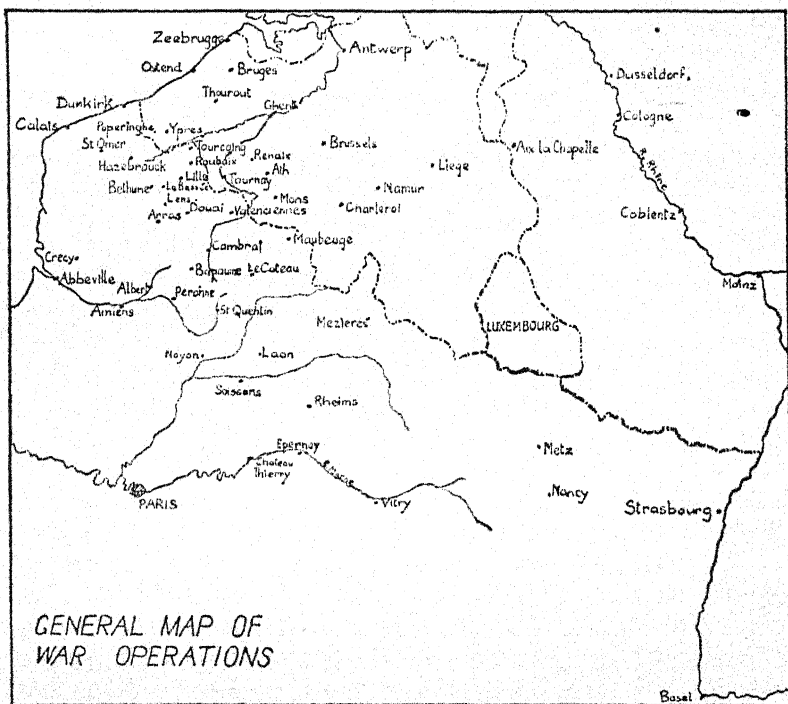 Zeebrugge
Antwerp
Ostend
Bruges
Dusseldorf
Thourout
Dunkirk
Ghent
Calais
Cologne
Poperinghe
Ypres
St Omer
Tourcoing
Brussels
Aix La Chapelle
Hazebrouck
Roubaix
Renaix
R. Rhine
Liege
Lille
Ath
Bethune
La Bassée
Tournay
Namur
Lens
Mons
Arras
Douai
Valenciennes
Charleroi
Coblentz
Cambrai
Maubeuge
Crecy
Abbeville
Bapaume
Le Cateau
Albert
Peronne
Mainz
Amiens
St Quentin
Mezieres
LUXEMBOURG
Noyon
Laon
Soissons
Rheims
Epernay
Metz
Chateau
Thierry
R. Marne
PARIS
Vitry
Nancy
Strasbourg
GENERAL MAP OF
WAR OPERATIONS
Basel